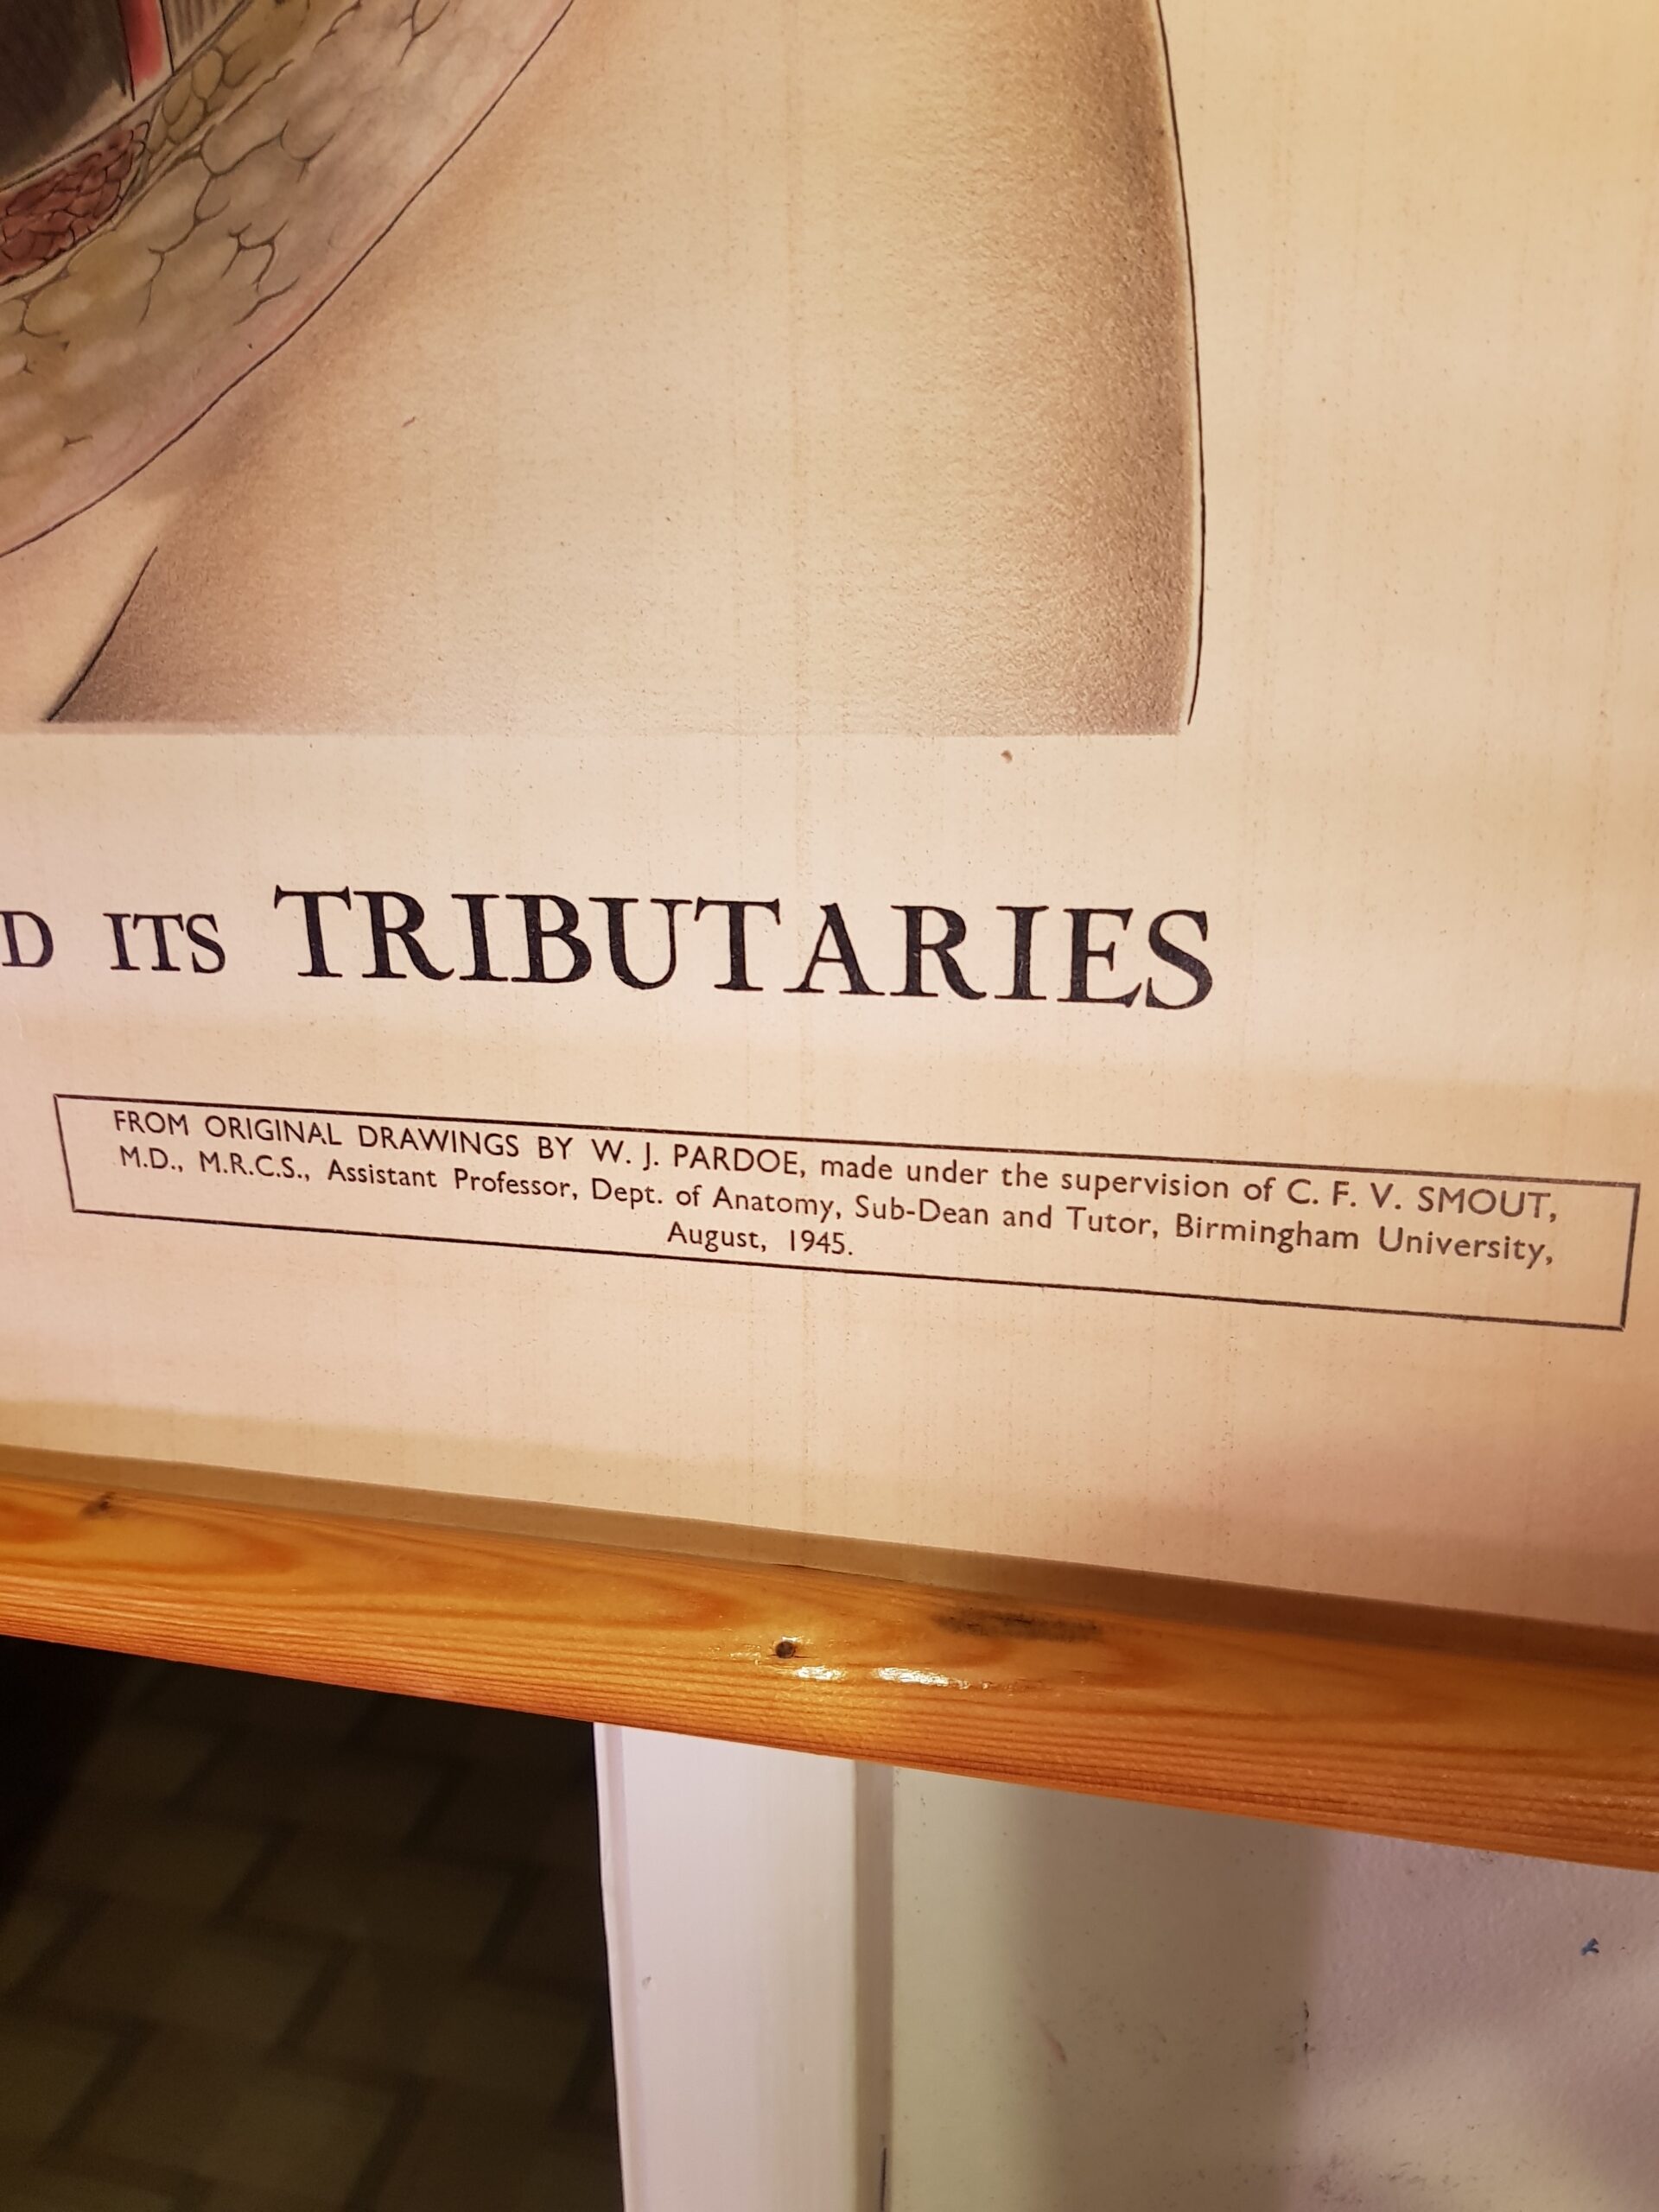 D ITS TRIBUTARIES
FROM ORIGINAL DRAWINGS BY W. J. PARDOE, made under the supervision of C. F. V. SMOUT,
M.D., M.R.C.S., Assistant Professor, Dept. of Anatomy, Sub-Dean and Tutor, Birmingham University,
August, 1945.